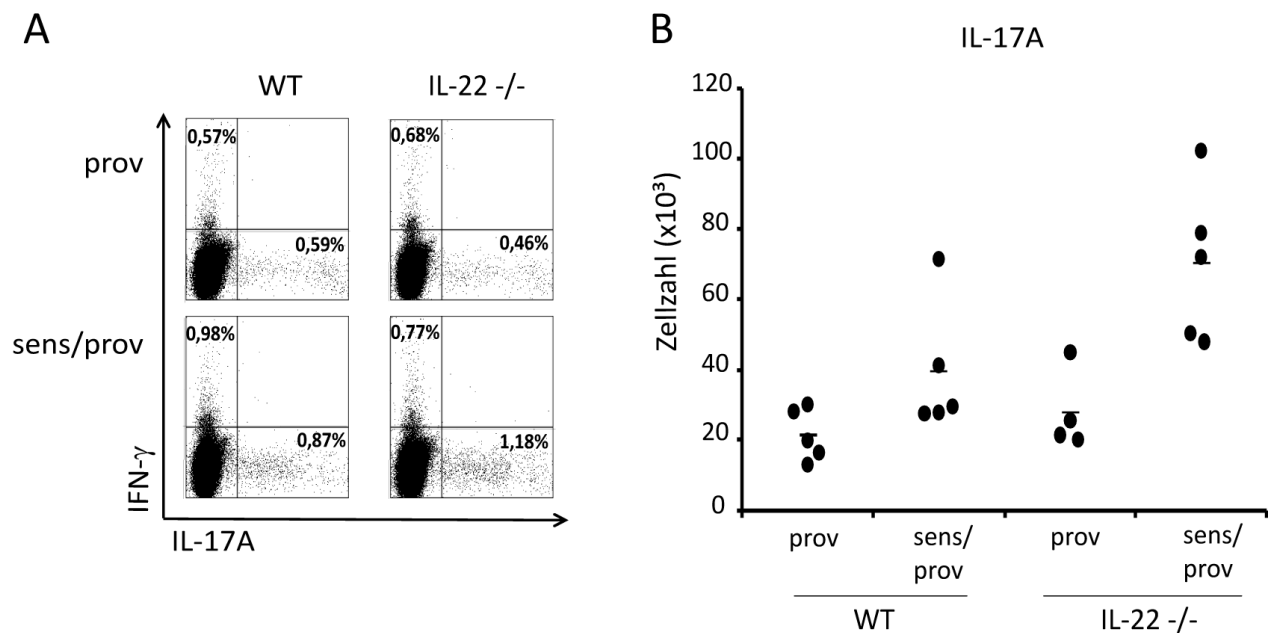 A
WT
IL-22 -/-
prov
0,57%
0,59%
0,68%
0,46%
sens/prov
0,98%
0,87%
0,77%
1,18%
IFN-γ
IL-17A
B
IL-17A
Zellzahl (x10³)
120
100
80
60
40
20
0
prov
sens/
prov
prov
sens/
prov
WT
IL-22 -/-